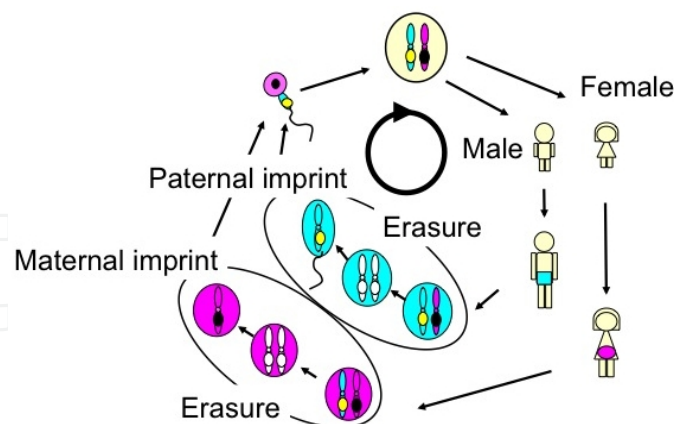 Female
Male
Paternal imprint
Erasure
Maternal imprint
Erasure